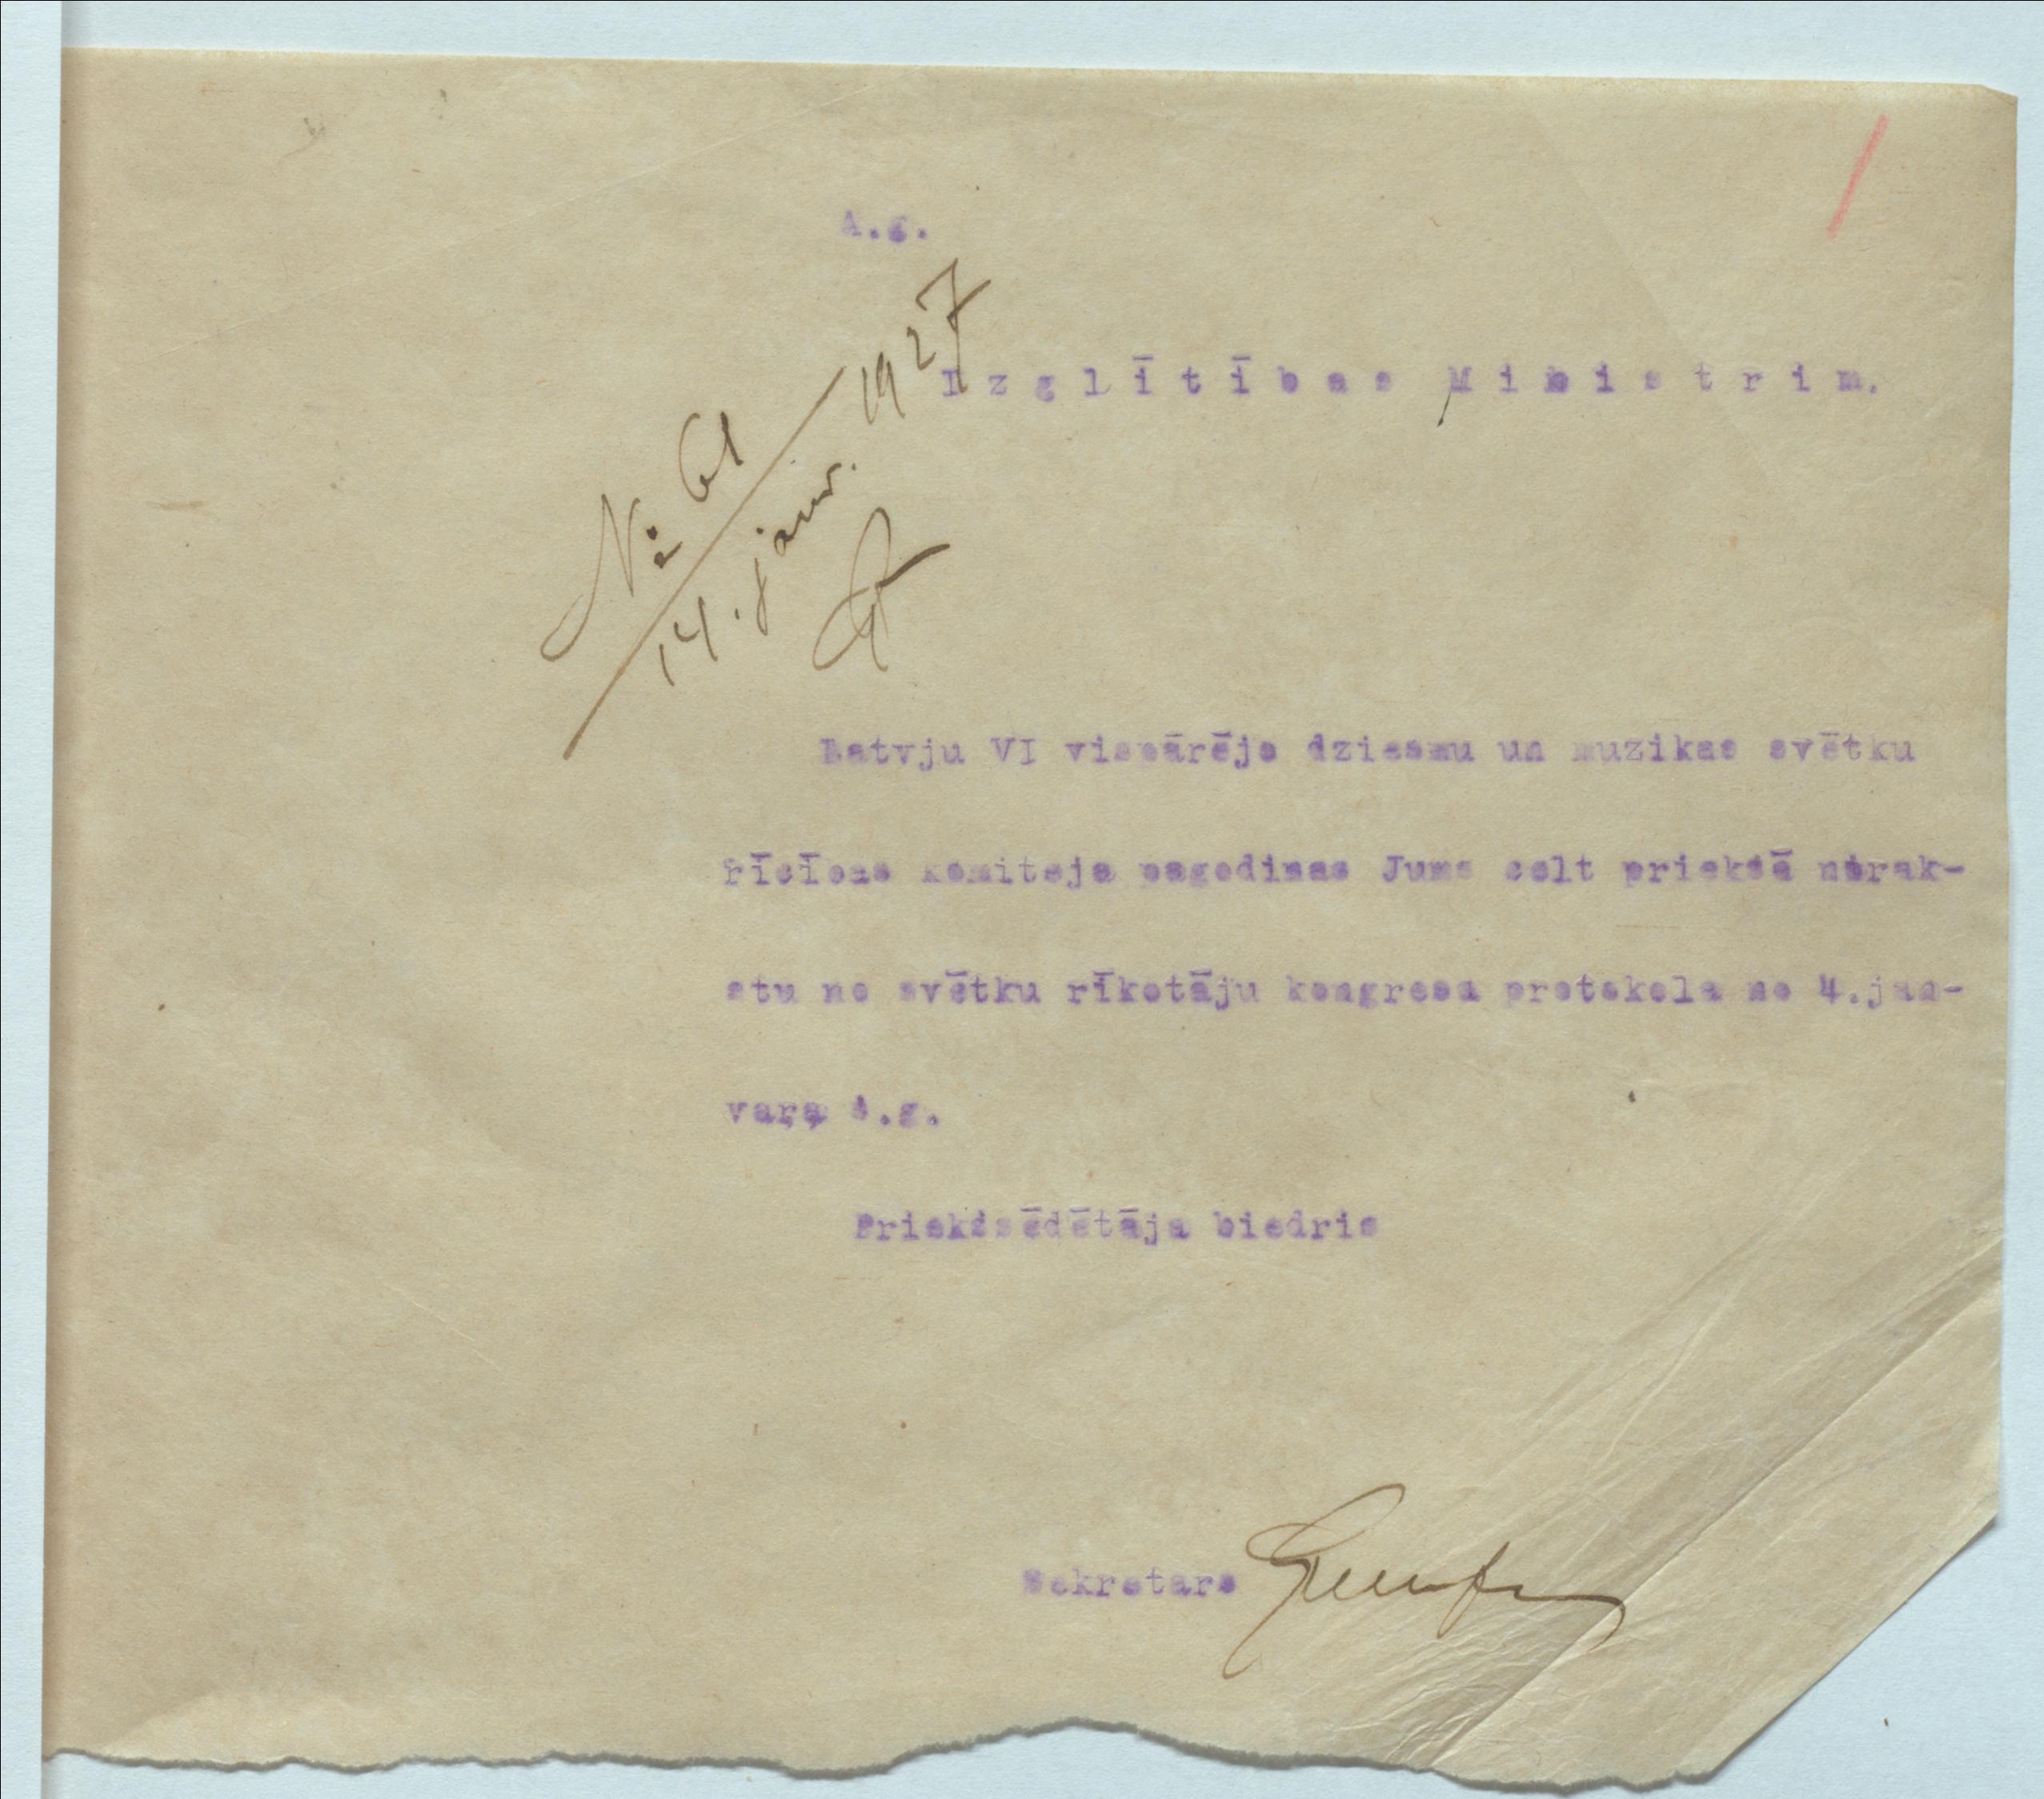 A.g.
Izglītības Ministrim.
№ 61
14. janv. 1927
Latvju VI vispārējo dziesmu un muzikas svētku
rīcības komiteja pagodinas Jums celt priekšā norak-
stu no svētku rīkotāju kongresa protokola no 4.jan-
vaŗa š.g.
Priekšsēdētāja biedris
Sekretars